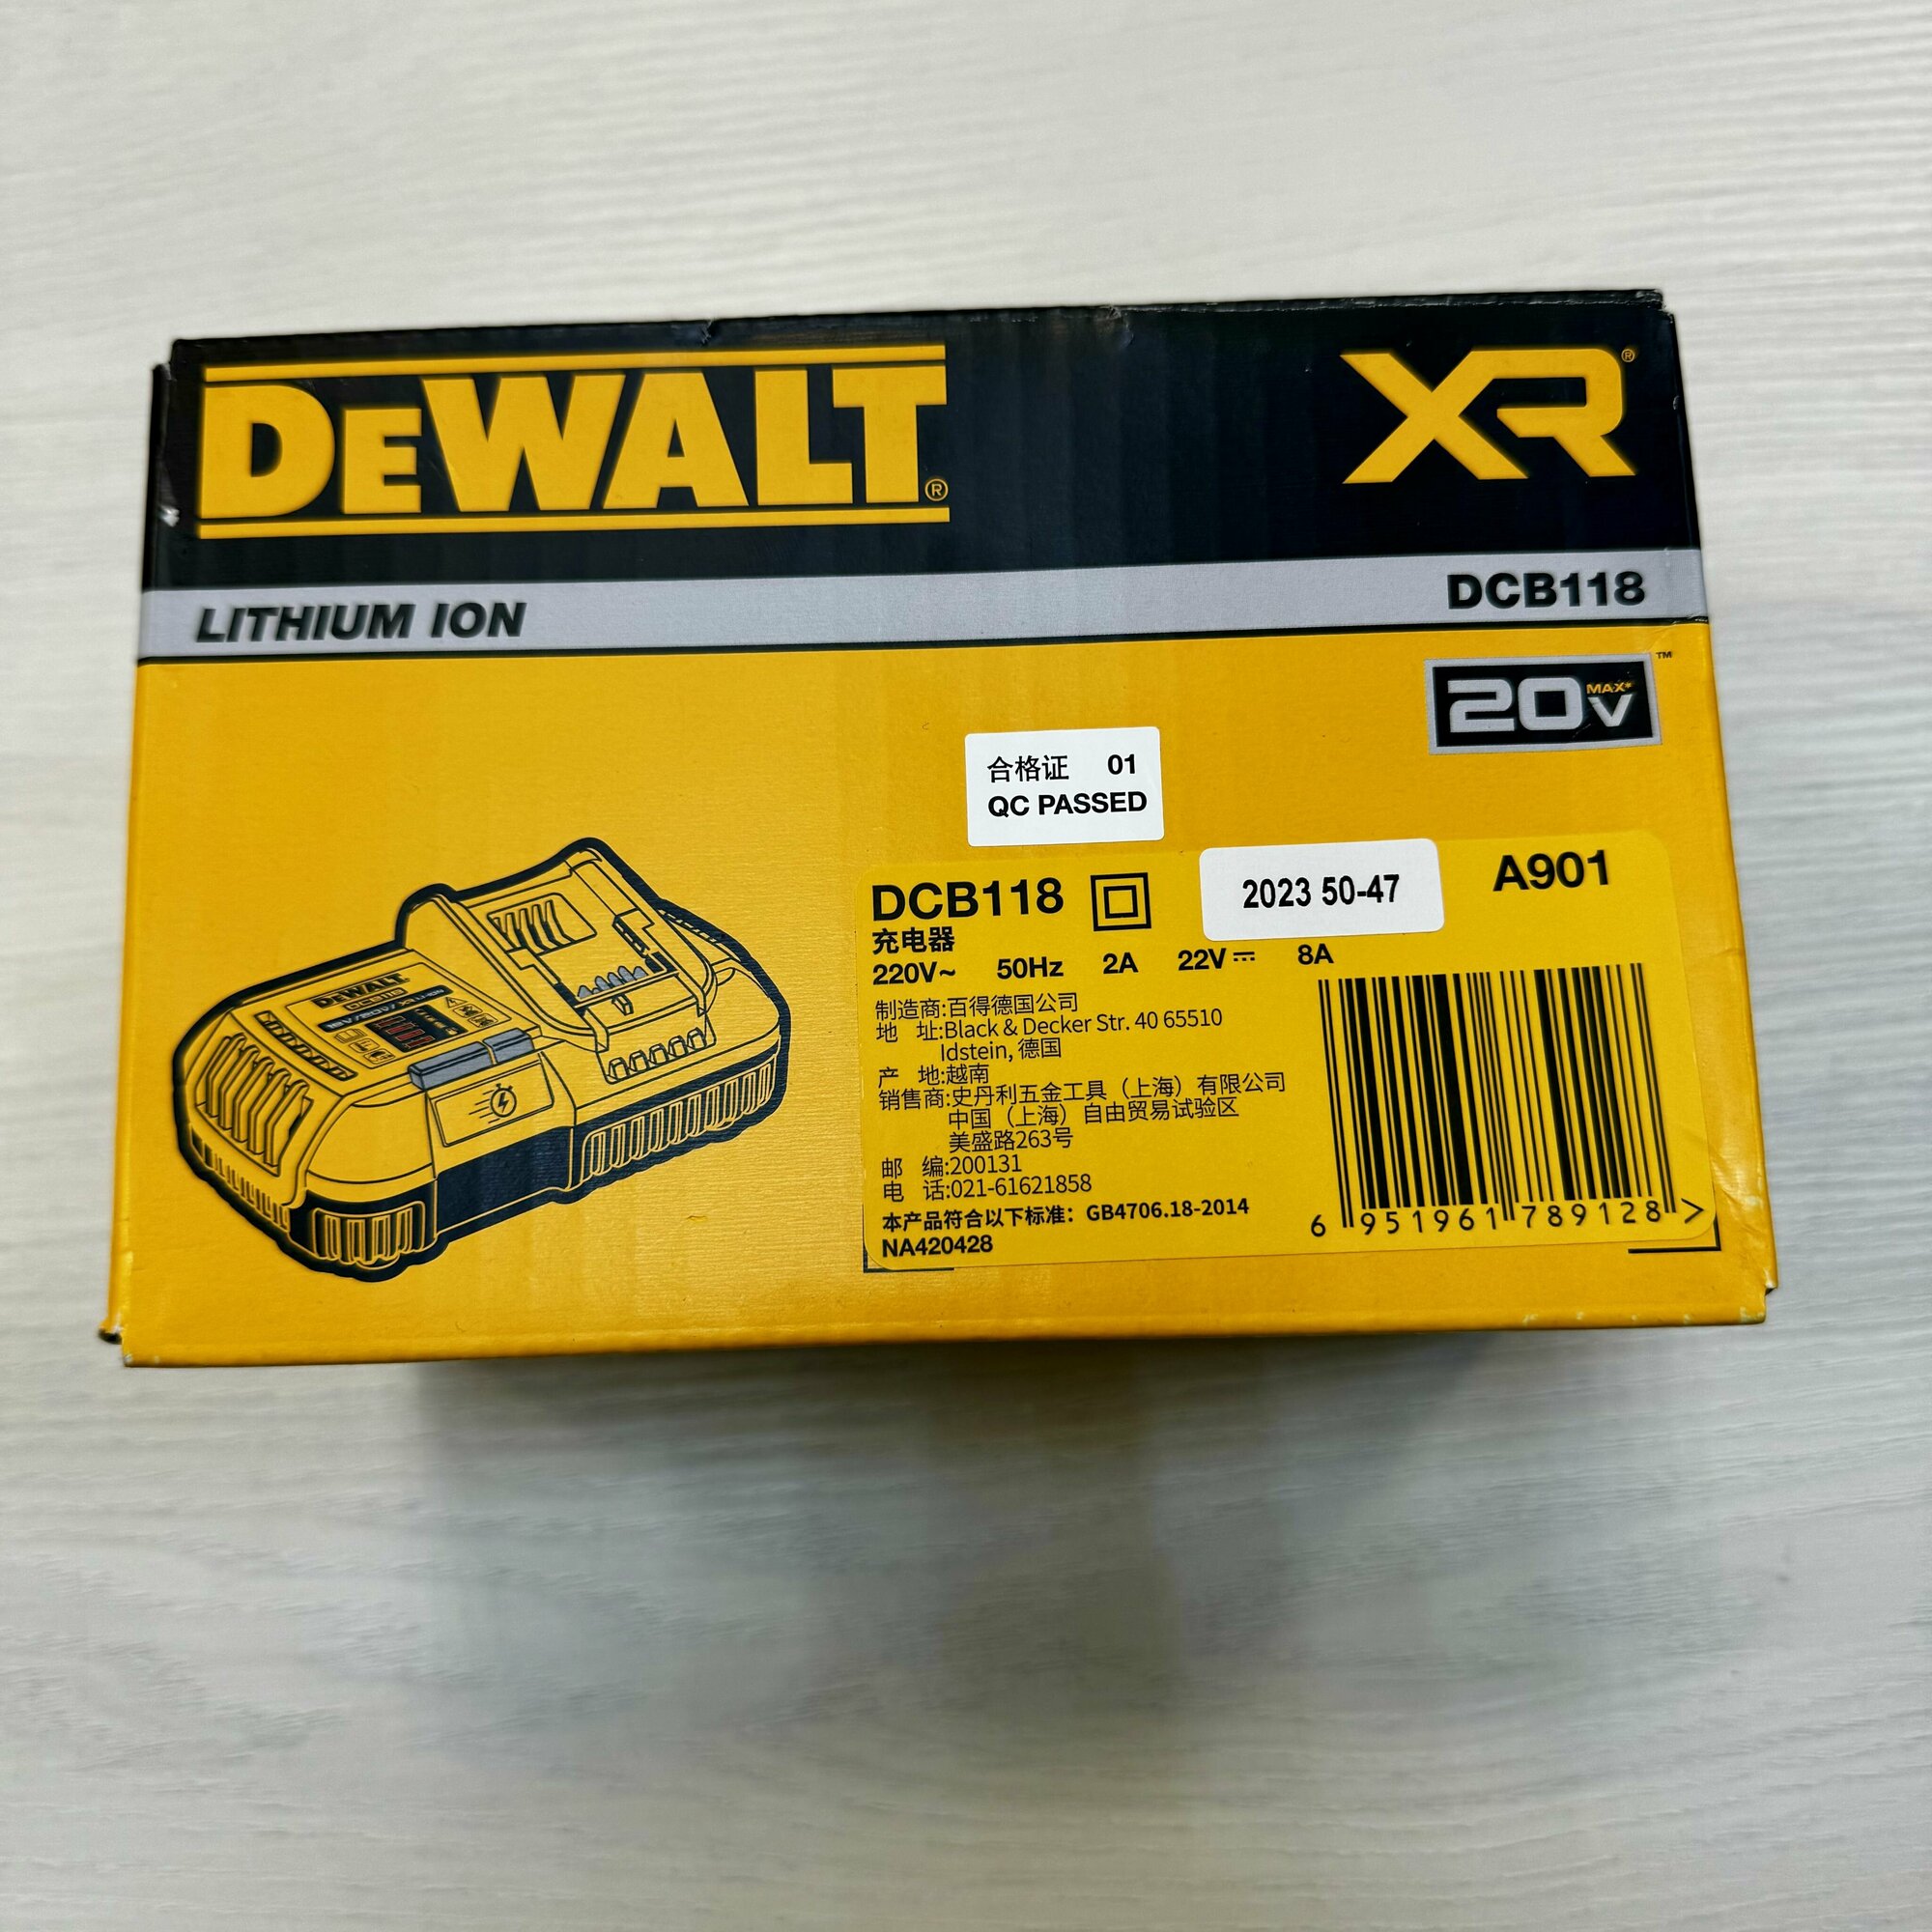 DEWALT®
XR®
LITHIUM ION
DCB118
20V MAX* ™
合格证 01
QC PASSED
DCB118
2023 50-47
A901
充电器
220V~ 50Hz 2A 22V⎓ 8A
制造商:百得德国公司
地 址:Black & Decker Str. 40 65510
Idstein, 德国
产 地:越南
销售商:史丹利五金工具（上海）有限公司
中国（上海）自由贸易试验区
美盛路263号
邮 编:200131
电 话:021-61621858
本产品符合以下标准：GB4706.18-2014
NA420428
6 951961 789128 >
DEWALT
DCB118